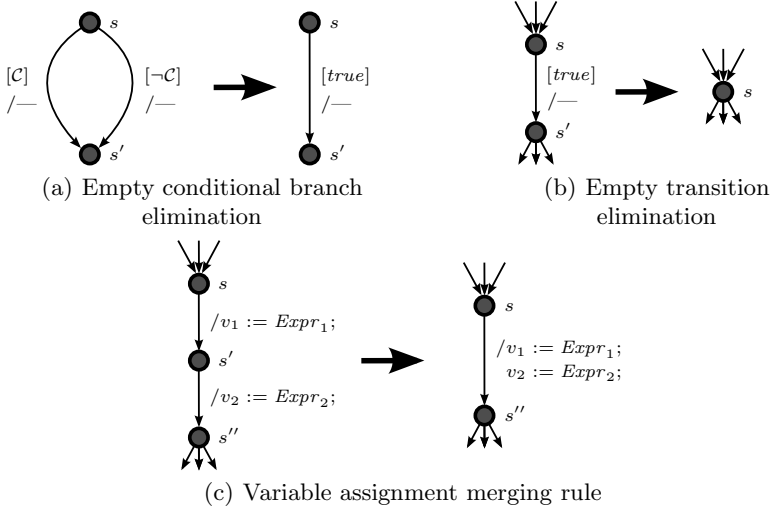 s
[C]
/—
[¬C]
/—
s′
s
[true]
/—
s′
(a) Empty conditional branch
elimination
s
[true]
/—
s′
s
(b) Empty transition
elimination
s
/v₁ := Expr₁;
s′
/v₂ := Expr₂;
s′′
s
/v₁ := Expr₁;
v₂ := Expr₂;
s′′
(c) Variable assignment merging rule